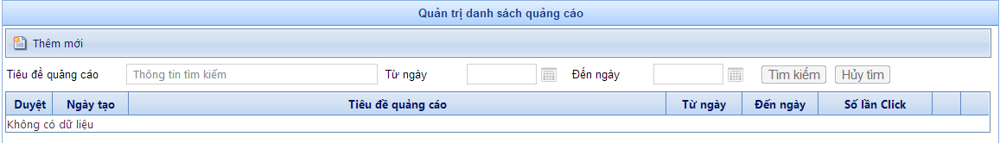 Quản trị danh sách quảng cáo
Thêm mới
Tiêu đề quảng cáo Thông tin tìm kiếm Từ ngày Đến ngày Tìm kiếm Hủy tìm
Duyệt Ngày tạo Tiêu đề quảng cáo Từ ngày Đến ngày Số lần Click
Không có dữ liệu